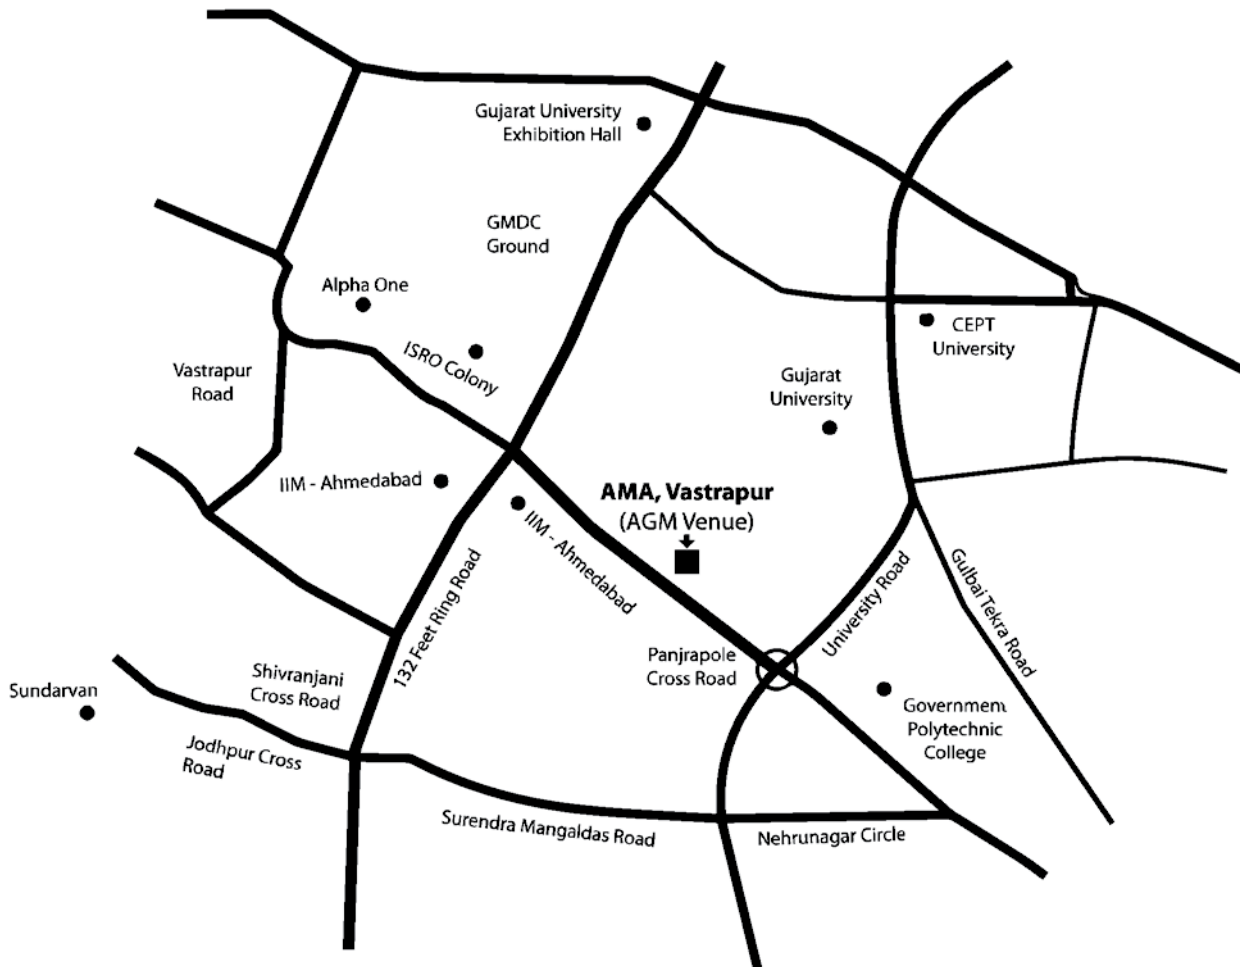 Gujarat University
Exhibition Hall
GMDC
Ground
Alpha One
ISRO Colony
CEPT
University
Vastrapur
Road
Gujarat
University
IIM - Ahmedabad
AMA, Vastrapur
(AGM Venue)
IIM - Ahmedabad
132 Feet Ring Road
University Road
Gulbai Tekra Road
Panjrapole
Cross Road
Shivranjani
Cross Road
Sundarvan
Government
Polytechnic
College
Jodhpur Cross
Road
Surendra Mangaldas Road
Nehrunagar Circle